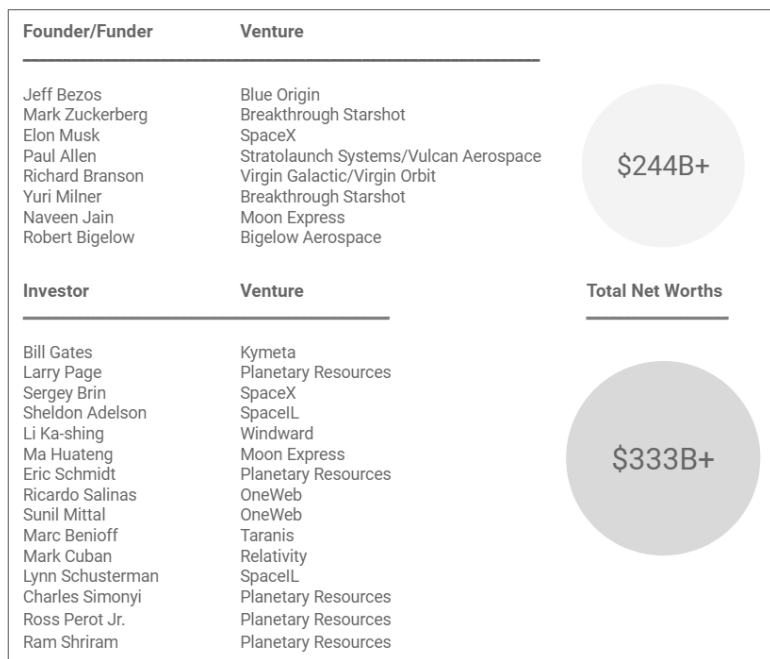 Founder/Funder Venture
Jeff Bezos Blue Origin
Mark Zuckerberg Breakthrough Starshot
Elon Musk SpaceX
Paul Allen Stratolaunch Systems/Vulcan Aerospace
Richard Branson Virgin Galactic/Virgin Orbit
Yuri Milner Breakthrough Starshot
Naveen Jain Moon Express
Robert Bigelow Bigelow Aerospace
$244B+
Investor Venture Total Net Worths
Bill Gates Kymeta
Larry Page Planetary Resources
Sergey Brin SpaceX
Sheldon Adelson SpaceIL
Li Ka-shing Windward
Ma Huateng Moon Express
Eric Schmidt Planetary Resources
Ricardo Salinas OneWeb
Sunil Mittal OneWeb
Marc Benioff Taranis
Mark Cuban Relativity
Lynn Schusterman SpaceIL
Charles Simonyi Planetary Resources
Ross Perot Jr. Planetary Resources
Ram Shriram Planetary Resources
$333B+